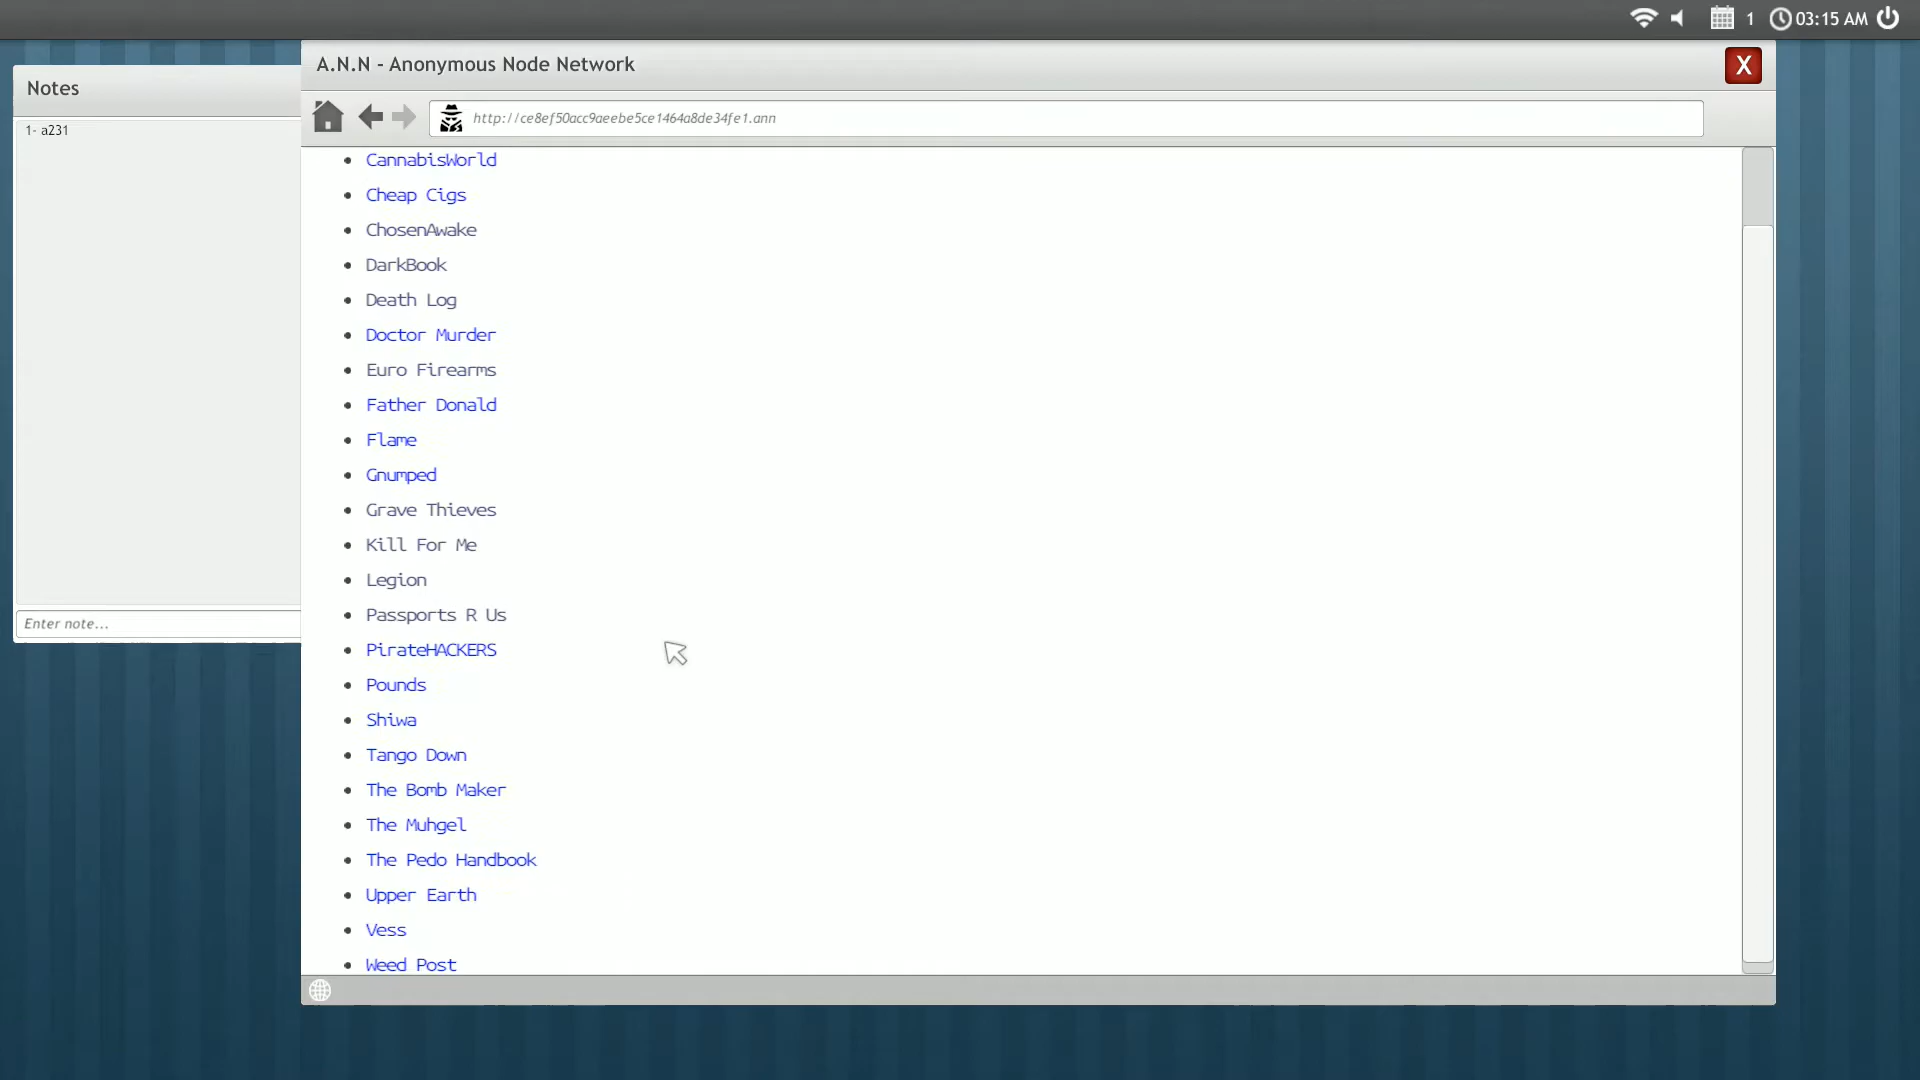 1 03:15 AM
A.N.N - Anonymous Node Network
X
Notes
http://ce8ef50acc9aeebe5ce1464a8de34fe1.ann
1- a231
CannabisWorld
Cheap Cigs
ChosenAwake
DarkBook
Death Log
Doctor Murder
Euro Firearms
Father Donald
Flame
Gnumped
Grave Thieves
Kill For Me
Legion
Passports R Us
Enter note...
PirateHACKERS
Pounds
Shiwa
Tango Down
The Bomb Maker
The Muhgel
The Pedo Handbook
Upper Earth
Vess
Weed Post